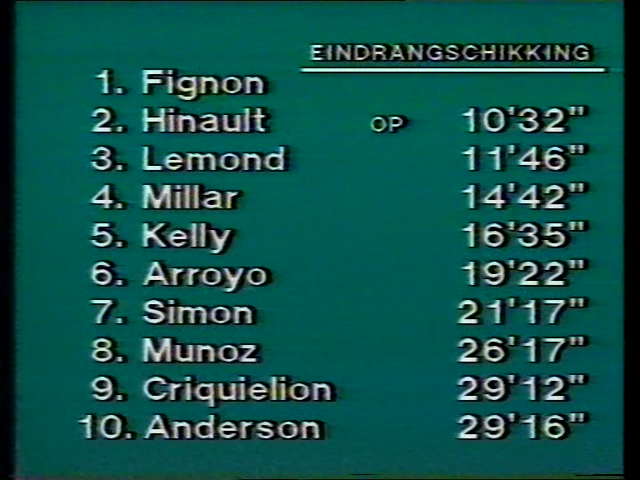 EINDRANGSCHIKKING
1. Fignon
2. Hinault OP 10'32"
3. Lemond 11'46"
4. Millar 14'42"
5. Kelly 16'35"
6. Arroyo 19'22"
7. Simon 21'17"
8. Munoz 26'17"
9. Criquielion 29'12"
10. Anderson 29'16"